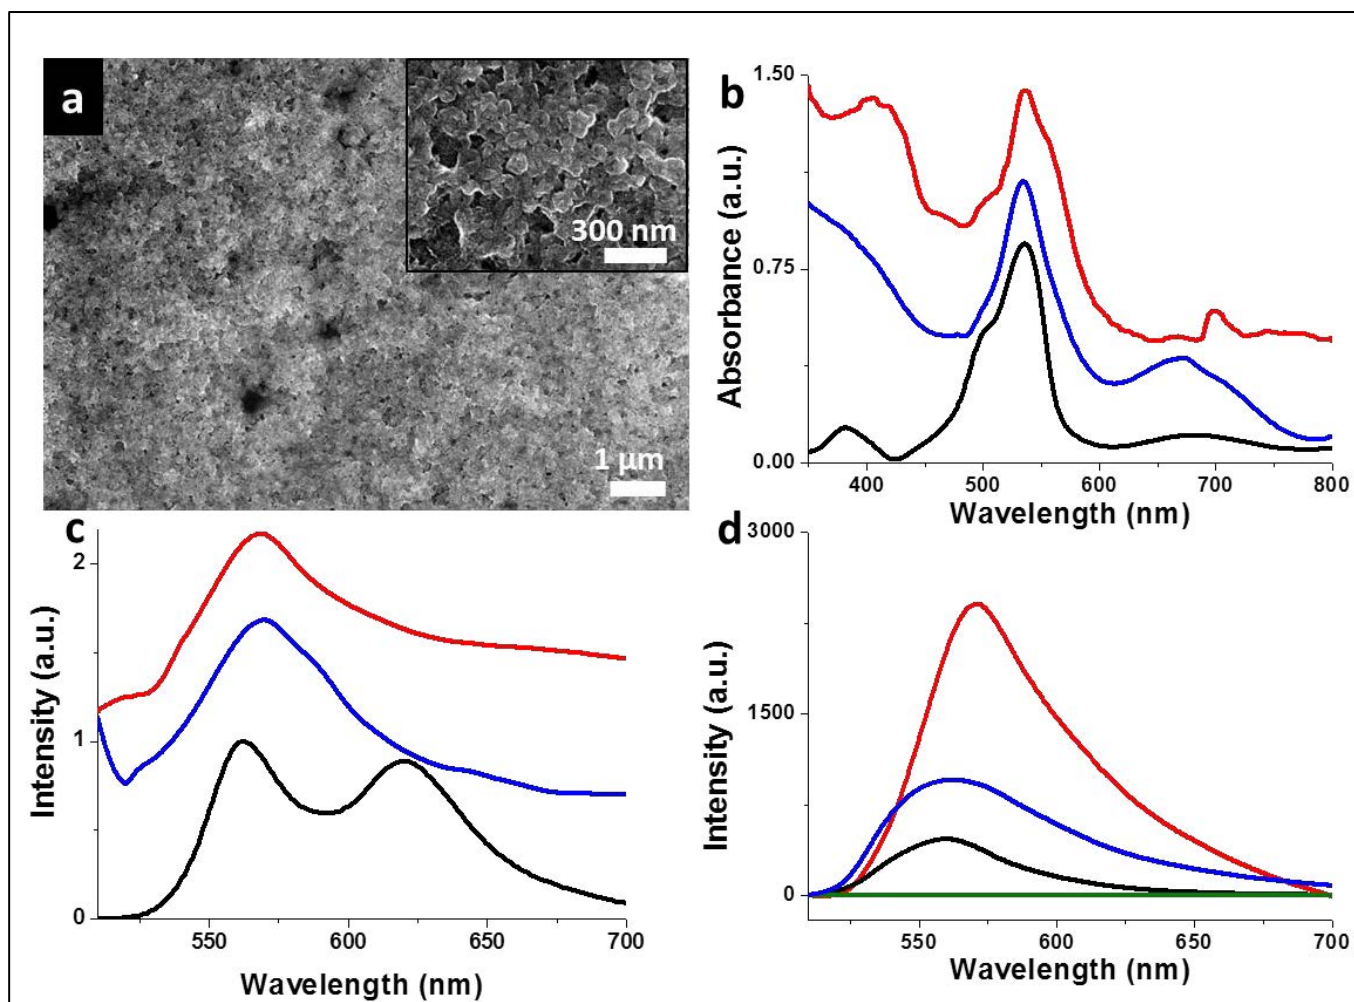 a
300 nm
1 µm
b
1.50
0.75
0.00
Absorbance (a.u.)
400 500 600 700 800
Wavelength (nm)
c
2
1
0
Intensity (a.u.)
550 600 650 700
Wavelength (nm)
d
3000
1500
0
Intensity (a.u.)
550 600 650 700
Wavelength (nm)